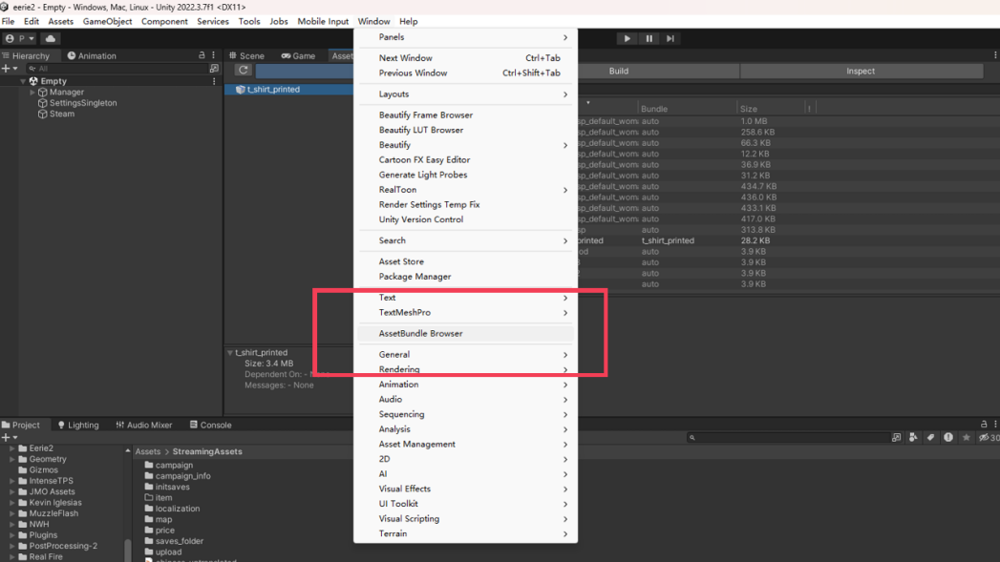 eerie2 - Empty - Windows, Mac, Linux - Unity 2022.3.7f1 <DX11>
File Edit Assets GameObject Component Services Tools Jobs Mobile Input Window Help
P
Hierarchy Animation
All
Empty
Manager
SettingsSingleton
Steam
Scene Game Asset
t_shirt_printed
t_shirt_printed
Size: 3.4 MB
Dependent On: - None
Messages: - None
Panels
Next Window Ctrl+Tab
Previous Window Ctrl+Shift+Tab
Layouts
Beautify Frame Browser
Beautify LUT Browser
Beautify
Cartoon FX Easy Editor
Generate Light Probes
RealToon
Render Settings Temp Fix
Unity Version Control
Search
Asset Store
Package Manager
Text
TextMeshPro
AssetBundle Browser
General
Rendering
Animation
Audio
Sequencing
Analysis
Asset Management
2D
AI
Visual Effects
UI Toolkit
Visual Scripting
Terrain
Build Inspect
Bundle Size !
sp_default_wom auto 1.0 MB
sp_default_wom auto 258.6 KB
sp_default_wom auto 66.3 KB
sp_default_wom auto 12.2 KB
sp_default_wom auto 36.9 KB
sp_default_wom auto 31.2 KB
sp_default_wom auto 434.7 KB
sp_default_wom auto 436.0 KB
sp_default_wom auto 433.1 KB
sp_default_wom auto 417.0 KB
sp auto 313.8 KB
printed t_shirt_printed 28.2 KB
od auto 3.9 KB
auto 3.9 KB
auto 3.9 KB
auto 3.9 KB
Project Lighting Audio Mixer Console
30
Eerie2
Geometry
Gizmos
IntenseTPS
JMO Assets
Kevin Iglesias
MuzzleFlash
NWH
Plugins
PostProcessing-2
Real Fire
Assets > StreamingAssets
campaign
campaign_info
initsaves
item
localization
map
price
saves_folder
upload